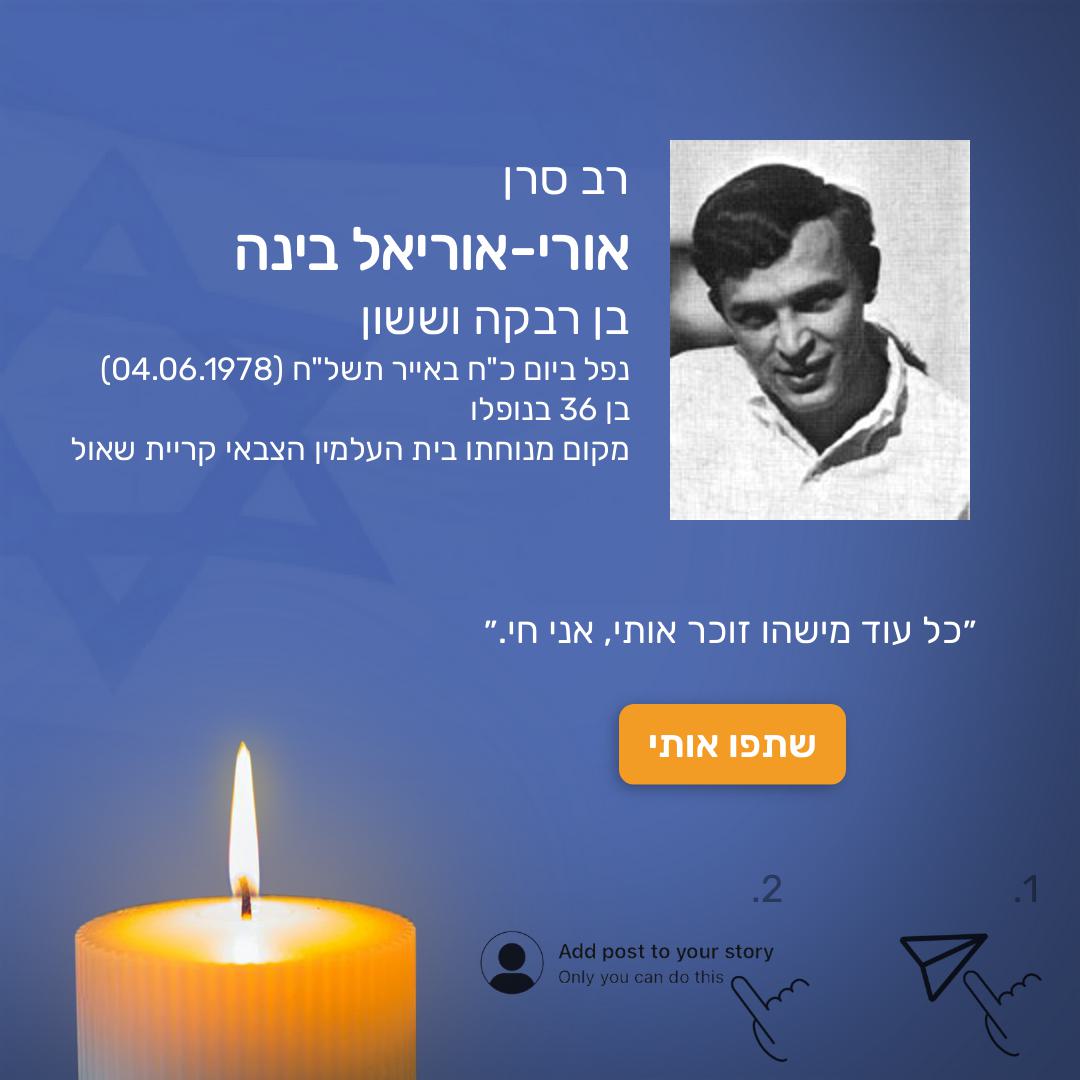 רב סרן
אורי-אוריאל בינה
בן רבקה וששון
נפל ביום כ"ח באייר תשל"ח (04.06.1978)
בן 36 בנופלו
מקום מנוחתו בית העלמין הצבאי קריית שאול
״כל עוד מישהו זוכר אותי, אני חי.״
שתפו אותי
1.
2.
Add post to your story
Only you can do this